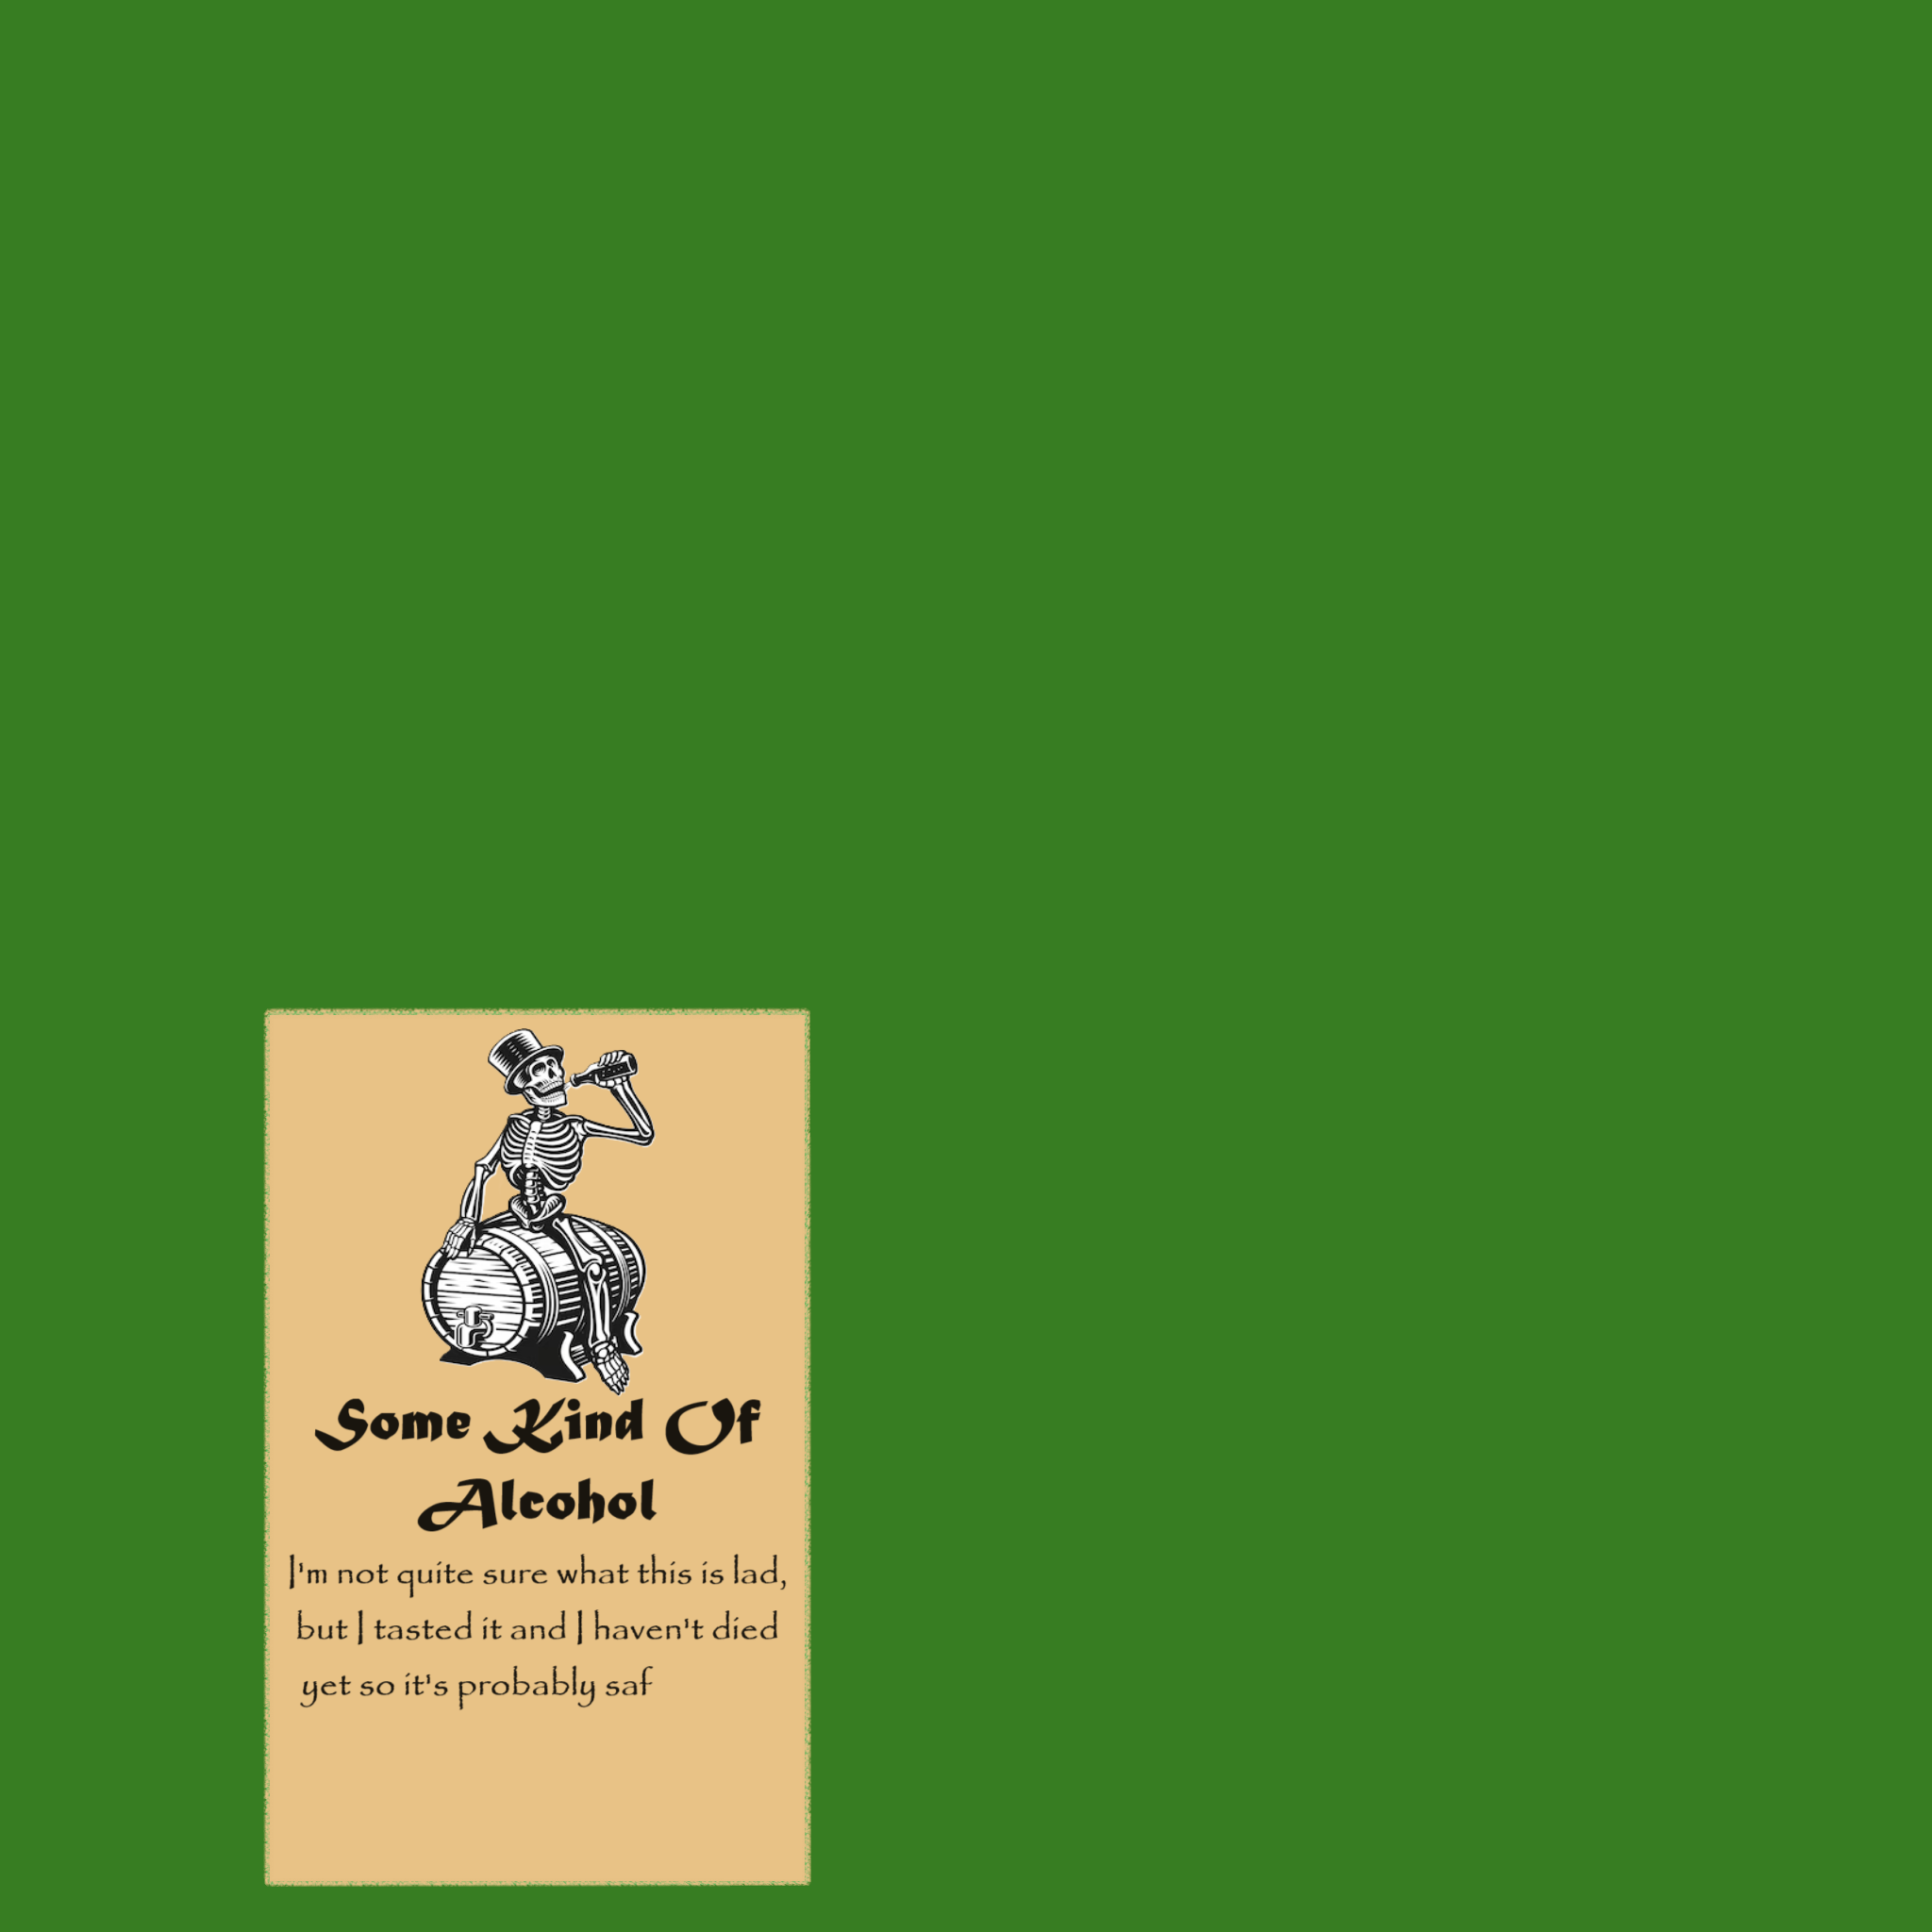 Some Kind Of
Alcohol
I'm not quite sure what this is lad,
but I tasted it and I haven't died
yet so it's probably saf